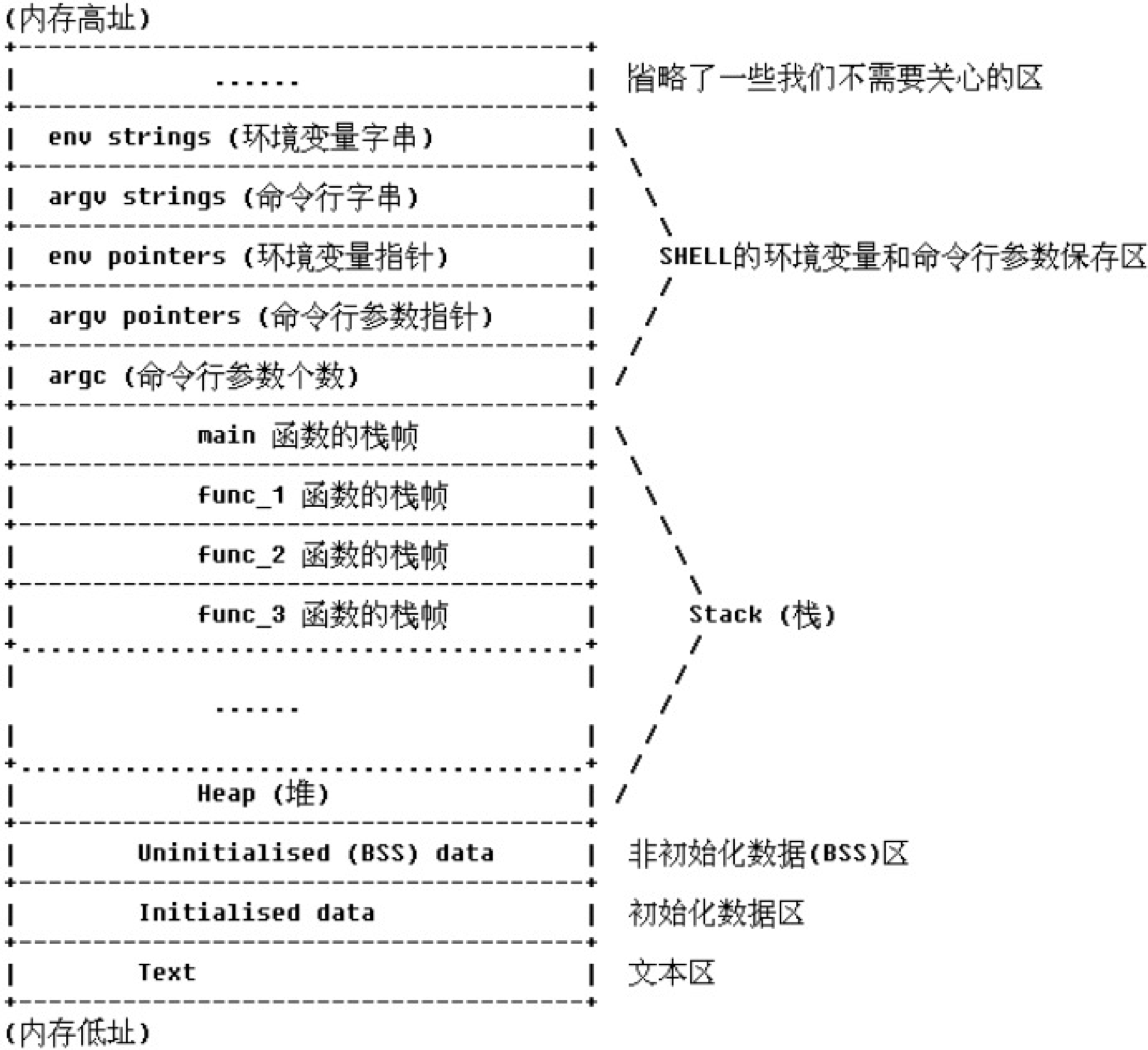 (内存高址)
...... 省略了一些我们不需要关心的区
env strings (环境变量字串)
argv strings (命令行字串)
env pointers (环境变量指针) SHELL的环境变量和命令行参数保存区
argv pointers (命令行参数指针)
argc (命令行参数个数)
main 函数的栈帧
func_1 函数的栈帧
func_2 函数的栈帧
func_3 函数的栈帧 Stack (栈)
......
Heap (堆)
Uninitialised (BSS) data 非初始化数据(BSS)区
Initialised data 初始化数据区
Text 文本区
(内存低址)